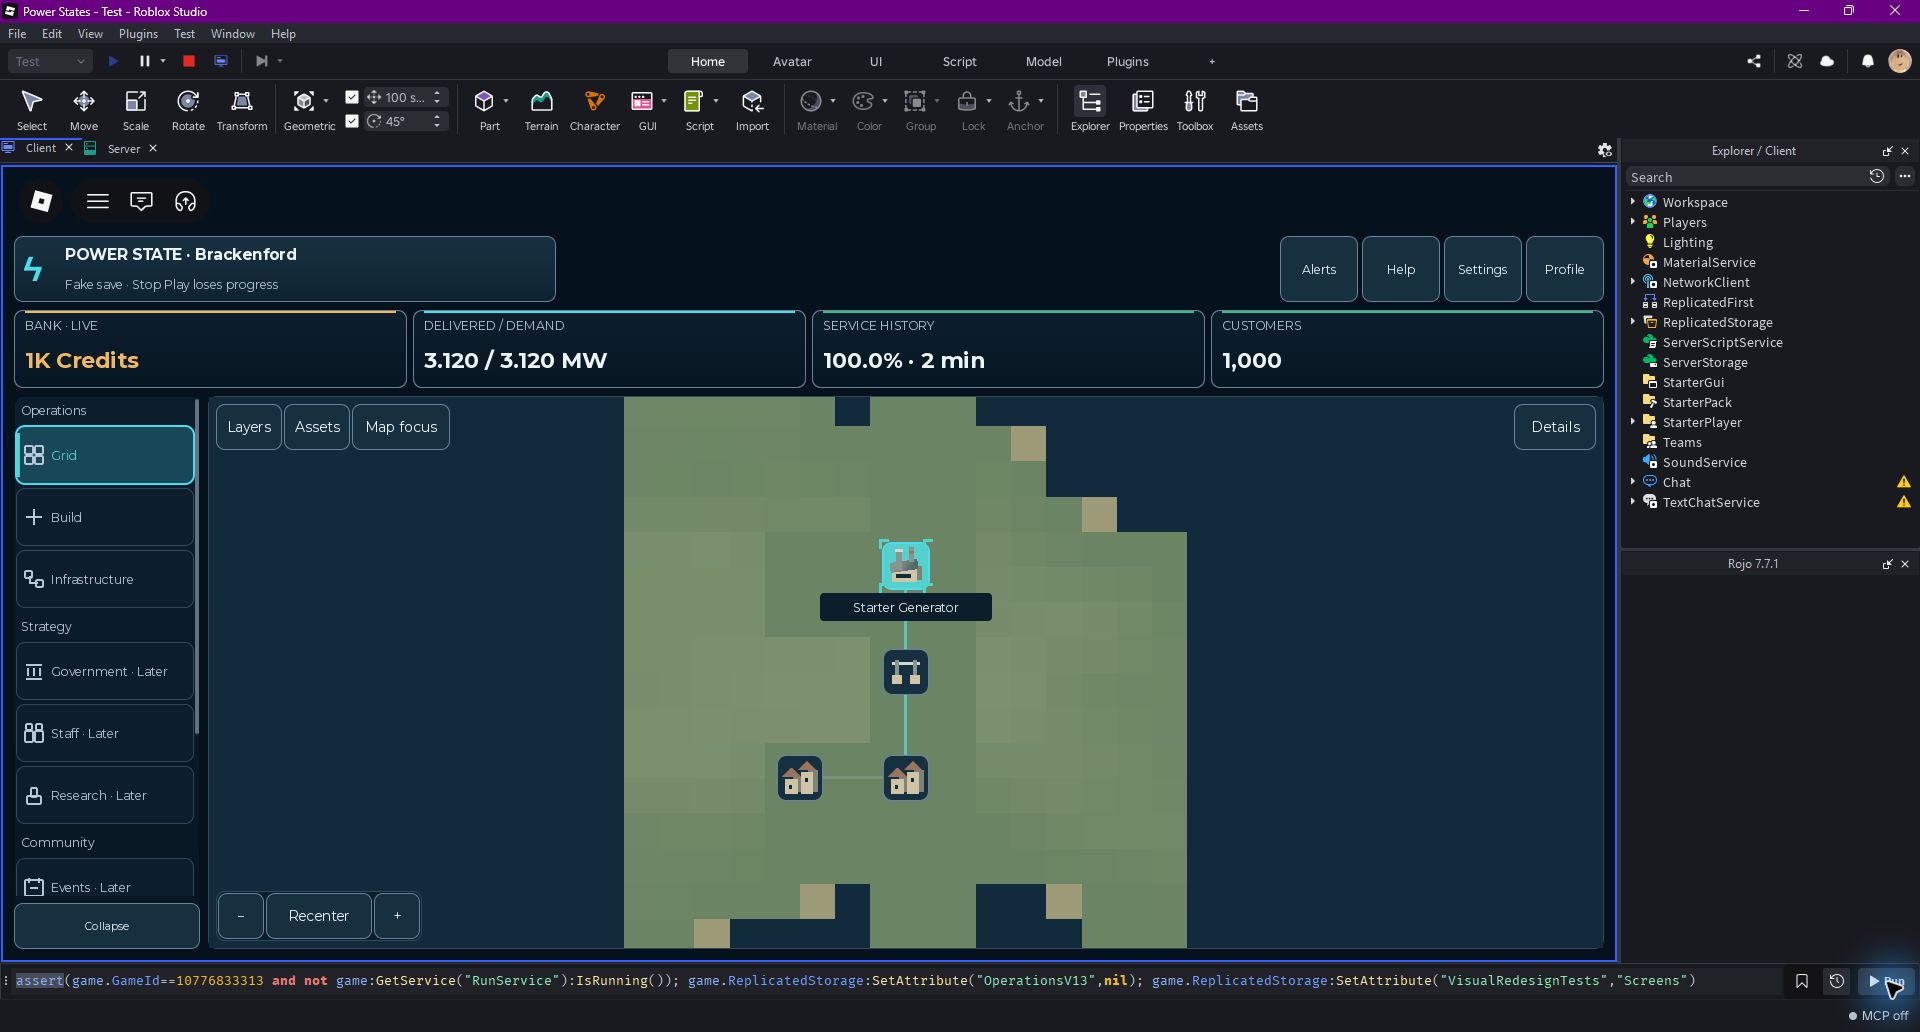 Power States - Test - Roblox Studio
File Edit View Plugins Test Window Help
Test
Home Avatar UI Script Model Plugins +
100 s...
45°
Select Move Scale Rotate Transform Geometric Part Terrain Character GUI Script Import Material Color Group Lock Anchor Explorer Properties Toolbox Assets
Client Server
POWER STATE · Brackenford
Fake save · Stop Play loses progress
Alerts Help Settings Profile
BANK · LIVE
1K Credits
DELIVERED / DEMAND
3.120 / 3.120 MW
SERVICE HISTORY
100.0% · 2 min
CUSTOMERS
1,000
Operations
Grid
Build
Infrastructure
Strategy
Government · Later
Staff · Later
Research · Later
Community
Events · Later
Collapse
Layers Assets Map focus
Details
Starter Generator
− Recenter +
Explorer / Client
Search
Workspace
Players
Lighting
MaterialService
NetworkClient
ReplicatedFirst
ReplicatedStorage
ServerScriptService
ServerStorage
StarterGui
StarterPack
StarterPlayer
Teams
SoundService
Chat
TextChatService
Rojo 7.7.1
assert(game.GameId==10776833313 and not game:GetService("RunService"):IsRunning()); game.ReplicatedStorage:SetAttribute("OperationsV13",nil); game.ReplicatedStorage:SetAttribute("VisualRedesignTests","Screens")
Run
MCP off